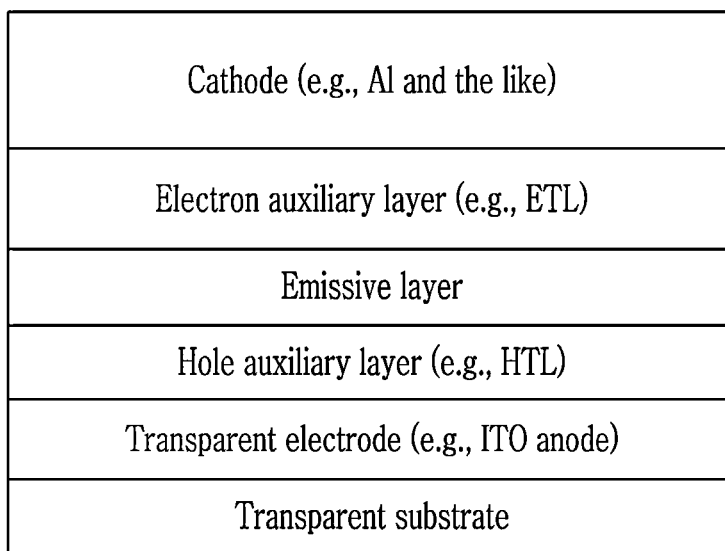 Cathode (e.g., Al and the like)
Electron auxiliary layer (e.g., ETL)
Emissive layer
Hole auxiliary layer (e.g., HTL)
Transparent electrode (e.g., ITO anode)
Transparent substrate